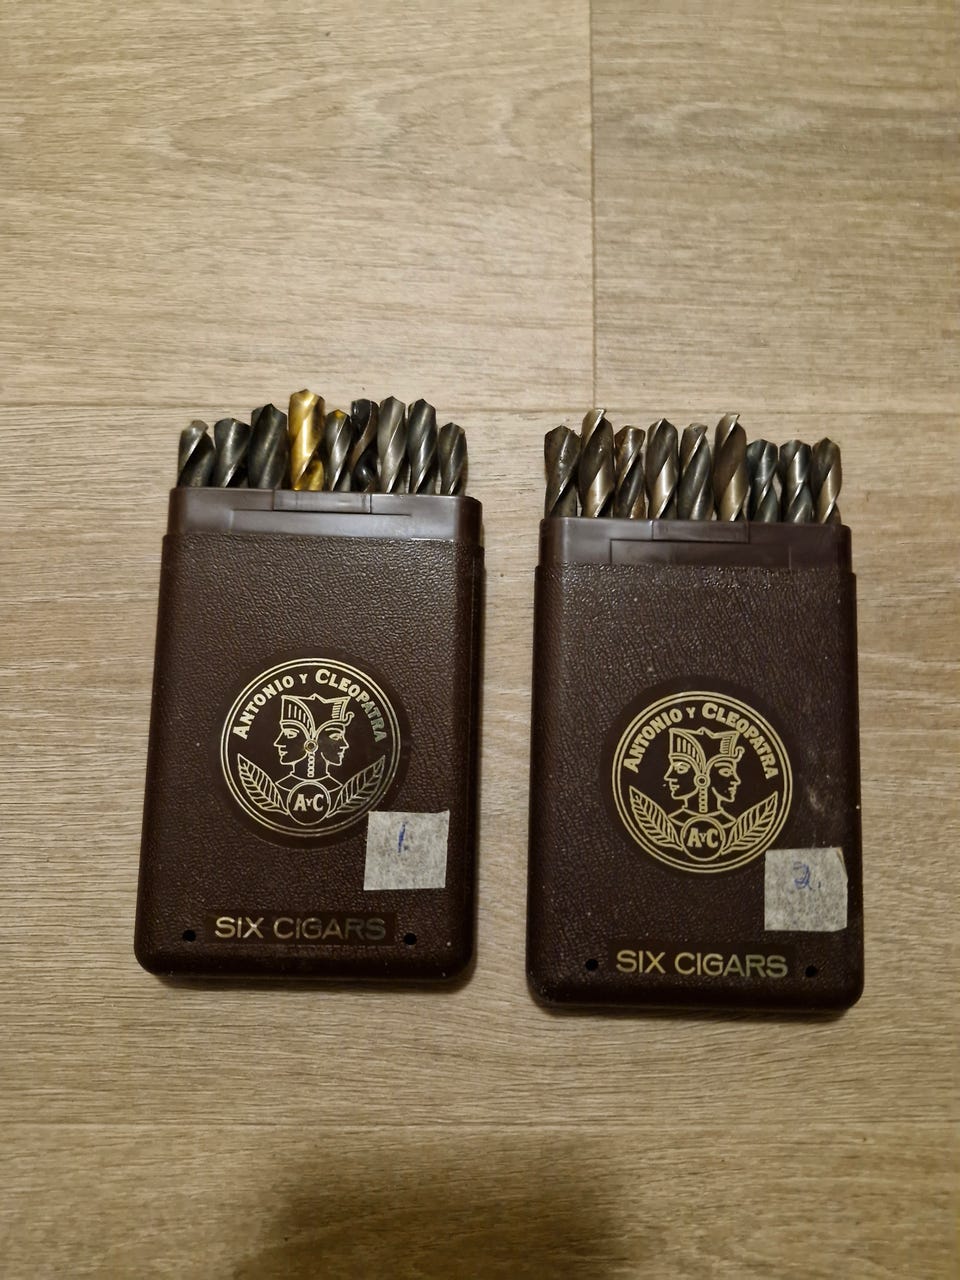 ANTONIO Y CLEOPATRA
AYC
1.
SIX CIGARS
ANTONIO Y CLEOPATRA
AYC
2.
SIX CIGARS